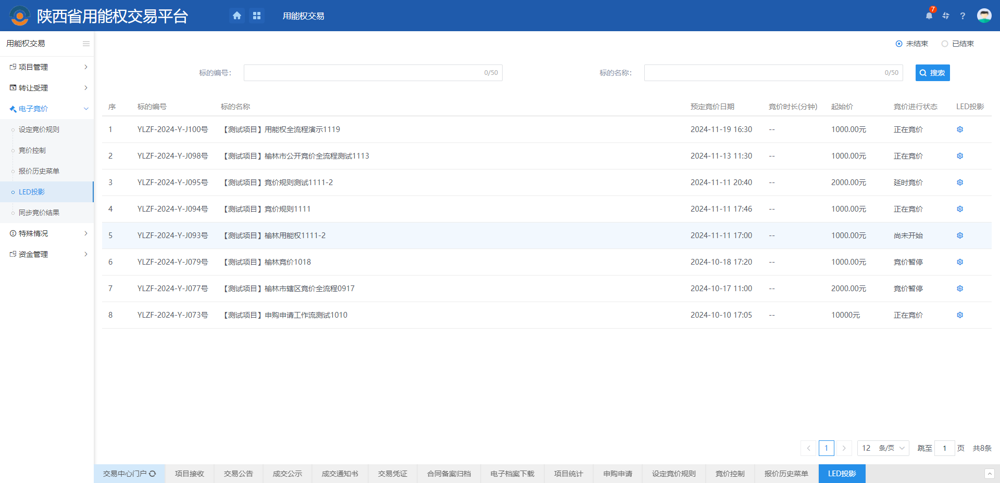 陕西省用能权交易平台
用能权交易
7
?
用能权交易
项目管理
转让受理
电子竞价
设定竞价规则
竞价控制
报价历史菜单
LED投影
同步竞价结果
特殊情况
资金管理
未结束 已结束
标的编号： 0/50 标的名称： 0/50 搜索
序 标的编号 标的名称 预定竞价日期 竞价时长(分钟) 起始价 竞价进行状态 LED投影
1 YLZF-2024-Y-J100号 【测试项目】用能权全流程演示1119 2024-11-19 16:30 -- 1000.00元 正在竞价
2 YLZF-2024-Y-J098号 【测试项目】榆林市公开竞价全流程测试1113 2024-11-13 11:30 -- 1000.00元 正在竞价
3 YLZF-2024-Y-J095号 【测试项目】竞价规则测试1111-2 2024-11-11 20:40 -- 2000.00元 延时竞价
4 YLZF-2024-Y-J094号 【测试项目】竞价规则1111 2024-11-11 17:46 -- 1000.00元 正在竞价
5 YLZF-2024-Y-J093号 【测试项目】榆林用能权1111-2 2024-11-11 17:00 -- 1000.00元 尚未开始
6 YLZF-2024-Y-J079号 【测试项目】榆林竞价1018 2024-10-18 17:20 -- 1000.00元 竞价暂停
7 YLZF-2024-Y-J077号 【测试项目】榆林市辖区竞价全流程0917 2024-10-17 11:00 -- 2000.00元 竞价暂停
8 YLZF-2024-Y-J073号 【测试项目】申购申请工作流测试1010 2024-10-10 17:05 -- 10000元 正在竞价
1 12 条/页 跳至 1 页 共8条
交易中心门户 项目接收 交易公告 成交公示 成交通知书 交易凭证 合同备案归档 电子档案下载 项目统计 申购申请 设定竞价规则 竞价控制 报价历史菜单 LED投影